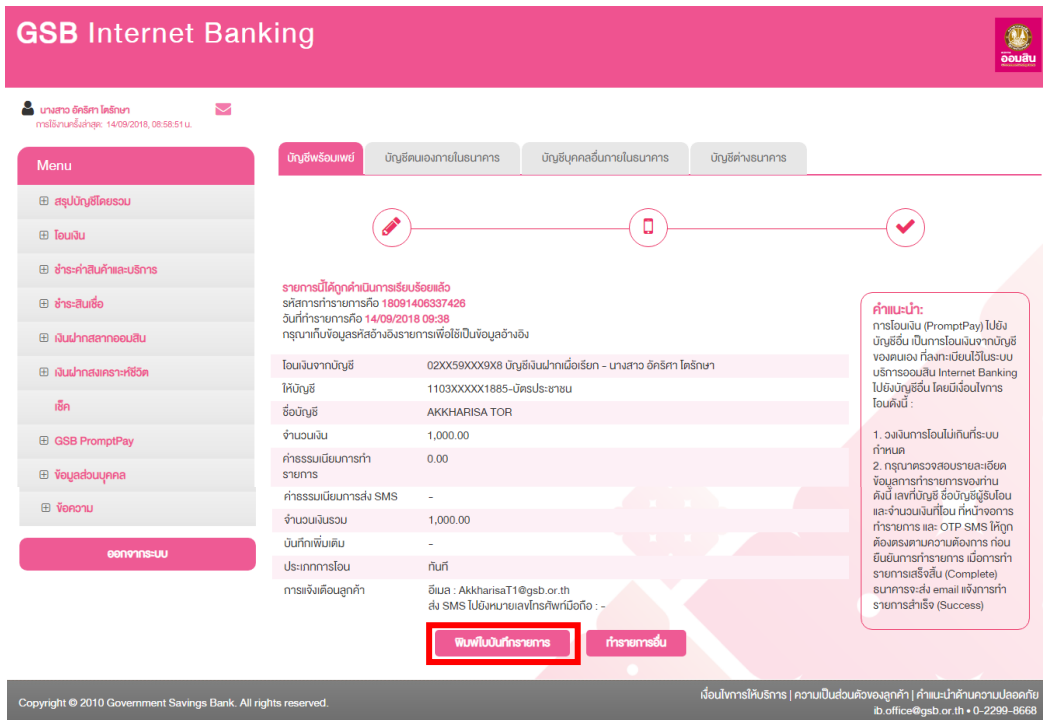 GSB Internet Banking
ออมสิน
นางสาว อัคริศา โตรักษา
การใช้งานครั้งล่าสุด: 14/09/2018, 08:58:51 น.
Menu
สรุปบัญชีโดยรวม
โอนเงิน
ชำระค่าสินค้าและบริการ
ชำระสินเชื่อ
เงินฝากสลากออมสิน
เงินฝากสงเคราะห์ชีวิต
เช็ค
GSB PromptPay
ข้อมูลส่วนบุคคล
ข้อความ
ออกจากระบบ
บัญชีพร้อมเพย์
บัญชีตนเองภายในธนาคาร
บัญชีบุคคลอื่นภายในธนาคาร
บัญชีต่างธนาคาร
รายการนี้ได้ถูกดำเนินการเรียบร้อยแล้ว
รหัสการทำรายการคือ 18091406337426
วันที่ทำรายการคือ 14/09/2018 09:38
กรุณาเก็บข้อมูลรหัสอ้างอิงรายการเพื่อใช้เป็นข้อมูลอ้างอิง
โอนเงินจากบัญชี 02XX59XXX9X8 บัญชีเงินฝากเผื่อเรียก - นางสาว อัคริศา โตรักษา
ให้บัญชี 1103XXXXX1885-บัตรประชาชน
ชื่อบัญชี AKKHARISA TOR
จำนวนเงิน 1,000.00
ค่าธรรมเนียมการทำ 0.00
รายการ
ค่าธรรมเนียมการส่ง SMS -
จำนวนเงินรวม 1,000.00
บันทึกเพิ่มเติม -
ประเภทการโอน ทันที
การแจ้งเตือนลูกค้า อีเมล : AkkharisaT1@gsb.or.th
ส่ง SMS ไปยังหมายเลขโทรศัพท์มือถือ : -
พิมพ์ใบบันทึกรายการ
ทำรายการอื่น
คำแนะนำ:
การโอนเงิน (PromptPay) ไปยัง
บัญชีอื่น เป็นการโอนเงินจากบัญชี
ของตนเอง ที่ลงทะเบียนไว้ในระบบ
บริการออมสิน Internet Banking
ไปยังบัญชีอื่น โดยมีเงื่อนไขการ
โอนดังนี้ :
1. วงเงินการโอนไม่เกินที่ระบบ
กำหนด
2. กรุณาตรวจสอบรายละเอียด
ข้อมูลการทำรายการของท่าน
ดังนี้ เลขที่บัญชี ชื่อบัญชีผู้รับโอน
และจำนวนเงินที่โอน ที่หน้าจอการ
ทำรายการ และ OTP SMS ให้ถูก
ต้องตรงตามความต้องการ ก่อน
ยืนยันการทำรายการ เมื่อการทำ
รายการเสร็จสิ้น (Complete)
ธนาคารจะส่ง email แจ้งการทำ
รายการสำเร็จ (Success)
Copyright © 2010 Government Savings Bank. All rights reserved.
เงื่อนไขการให้บริการ | ความเป็นส่วนตัวของลูกค้า | คำแนะนำด้านความปลอดภัย
ib.office@gsb.or.th • 0-2299-8668